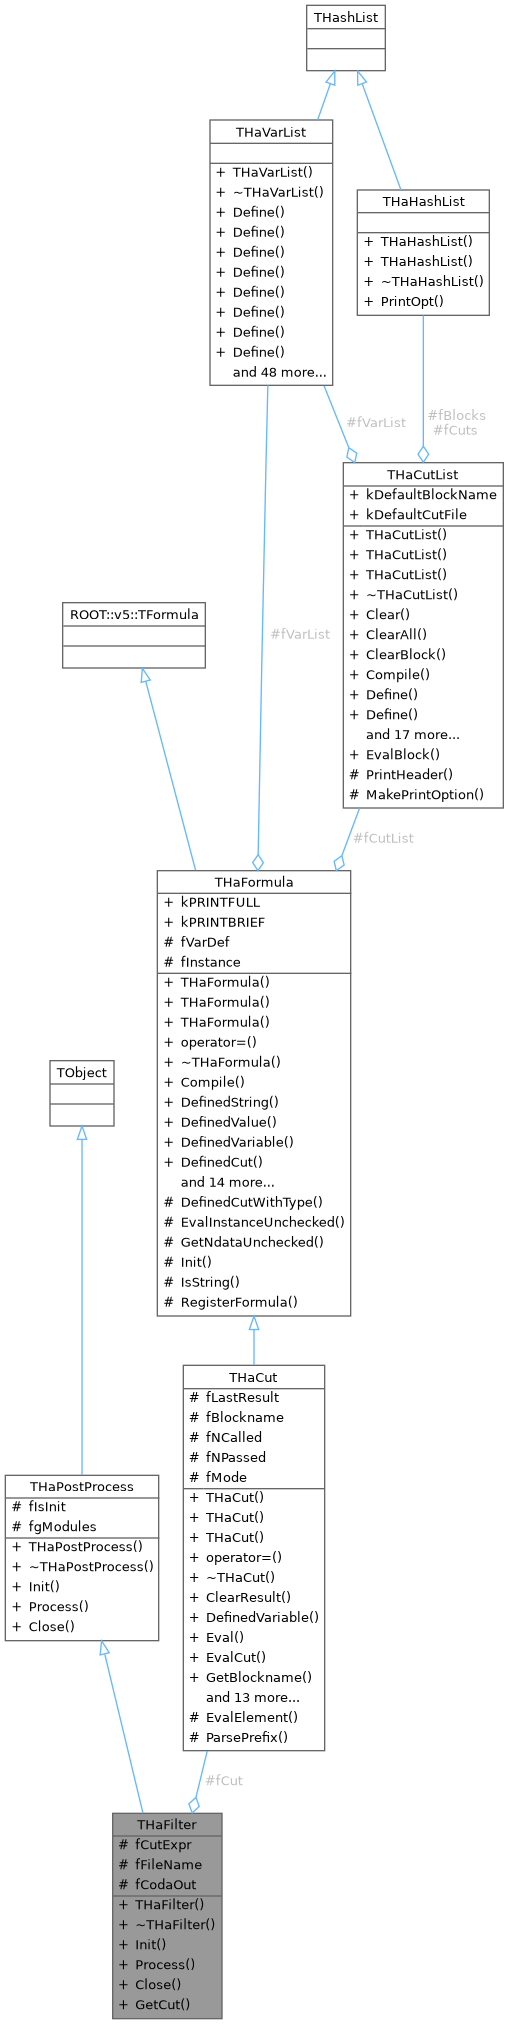 THashList
THaVarList
+ THaVarList()
+ ~THaVarList()
+ Define()
+ Define()
+ Define()
+ Define()
+ Define()
+ Define()
+ Define()
+ Define()
and 48 more...
THaHashList
+ THaHashList()
+ THaHashList()
+ ~THaHashList()
+ PrintOpt()
#fVarList
#fBlocks
#fCuts
THaCutList
+ kDefaultBlockName
+ kDefaultCutFile
+ THaCutList()
+ THaCutList()
+ THaCutList()
+ ~THaCutList()
+ Clear()
+ ClearAll()
+ ClearBlock()
+ Compile()
+ Define()
+ Define()
and 17 more...
+ EvalBlock()
# PrintHeader()
# MakePrintOption()
ROOT::v5::TFormula
#fVarList
#fCutList
THaFormula
+ kPRINTFULL
+ kPRINTBRIEF
# fVarDef
# fInstance
+ THaFormula()
+ THaFormula()
+ THaFormula()
+ operator=()
+ ~THaFormula()
+ Compile()
+ DefinedString()
+ DefinedValue()
+ DefinedVariable()
+ DefinedCut()
and 14 more...
# DefinedCutWithType()
# EvalInstanceUnchecked()
# GetNdataUnchecked()
# Init()
# IsString()
# RegisterFormula()
TObject
THaCut
# fLastResult
# fBlockname
# fNCalled
# fNPassed
# fMode
+ THaCut()
+ THaCut()
+ THaCut()
+ operator=()
+ ~THaCut()
+ ClearResult()
+ DefinedVariable()
+ Eval()
+ EvalCut()
+ GetBlockname()
and 13 more...
# EvalElement()
# ParsePrefix()
THaPostProcess
# fIsInit
# fgModules
+ THaPostProcess()
+ ~THaPostProcess()
+ Init()
+ Process()
+ Close()
#fCut
THaFilter
# fCutExpr
# fFileName
# fCodaOut
+ THaFilter()
+ ~THaFilter()
+ Init()
+ Process()
+ Close()
+ GetCut()